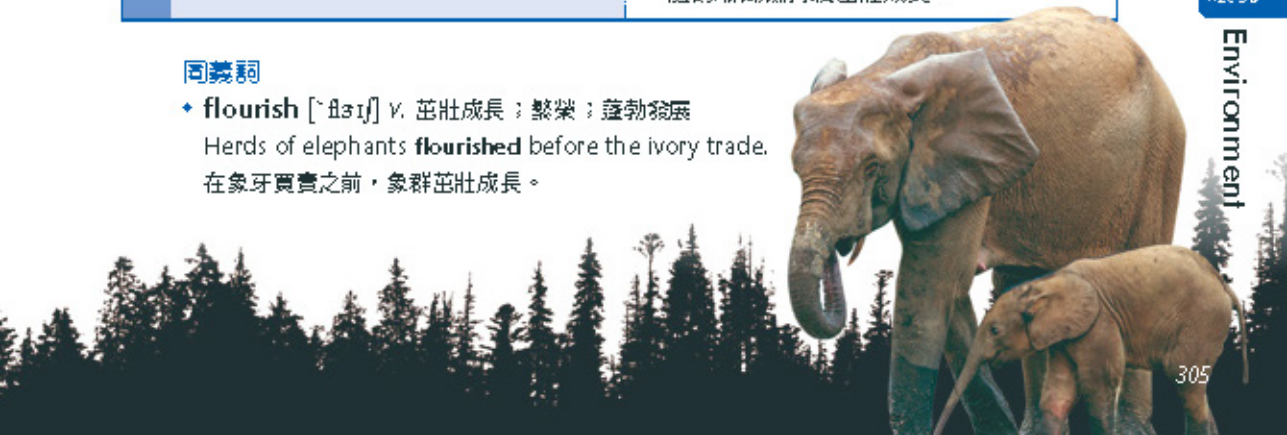 同義詞
◆ flourish [ˋflɝɪʃ] v. 茁壯成長；繁榮；蓬勃發展
Herds of elephants flourished before the ivory trade.
在象牙買賣之前，象群茁壯成長。
Environment
305